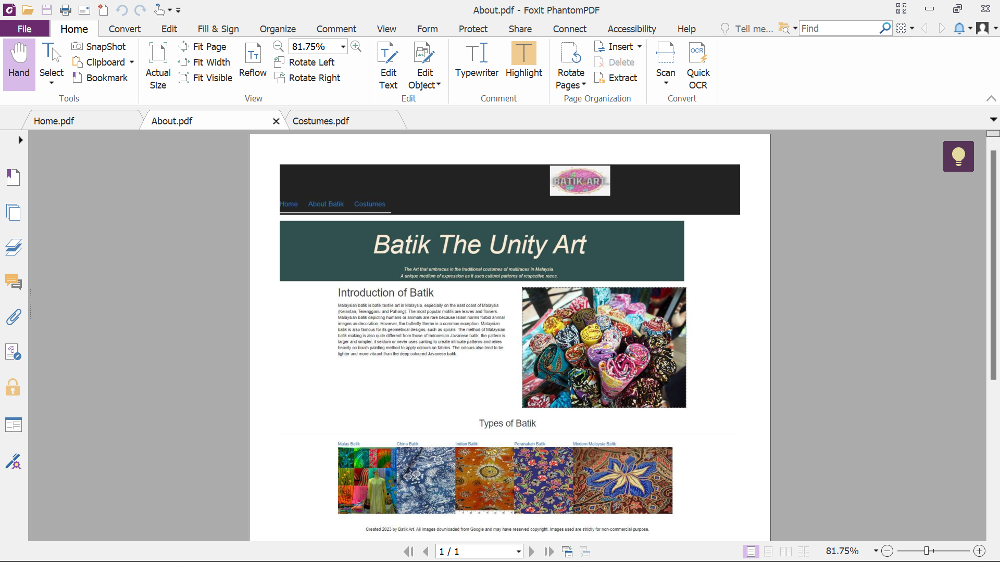 About.pdf - Foxit PhantomPDF
File Home Convert Edit Fill & Sign Organize Comment View Form Protect Share Connect Accessibility Help Tell me... Find
Hand
Select
SnapShot
Clipboard
Bookmark
Tools
Actual
Size
Fit Page
Fit Width
Fit Visible
Reflow
81.75%
Rotate Left
Rotate Right
View
Edit
Text
Edit
Object
Edit
Typewriter
Highlight
Comment
Rotate
Pages
Insert
Delete
Extract
Page Organization
Scan
OCR
Quick
OCR
Convert
Home.pdf
About.pdf
Costumes.pdf
BATIK ART
Home About Batik Costumes
Batik The Unity Art
The Art that embraces in the traditional costumes of multiraces in Malaysia.
A unique medium of expression as it uses cultural patterns of respective races.
Introduction of Batik
Malaysian batik is batik textile art in Malaysia, especially on the east coast of Malaysia
(Kelantan, Terengganu and Pahang). The most popular motifs are leaves and flowers.
Malaysian batik depicting humans or animals are rare because Islam norms forbid animal
images as decoration. However, the butterfly theme is a common exception. Malaysian
batik is also famous for its geometrical designs, such as spirals. The method of Malaysian
batik making is also quite different from those of Indonesian Javanese batik, the pattern is
larger and simpler, it seldom or never uses canting to create intricate patterns and relies
heavily on brush painting method to apply colours on fabrics. The colours also tend to be
lighter and more vibrant than the deep coloured Javanese batik.
Types of Batik
Malay Batik China Batik Indian Batik Peranakan Batik Modern Malaysia Batik
Created 2023 by Batik Art. All images downloaded from Google and may have reserved copyright. Images used are strictly for non-commercial purpose.
1 / 1
81.75%